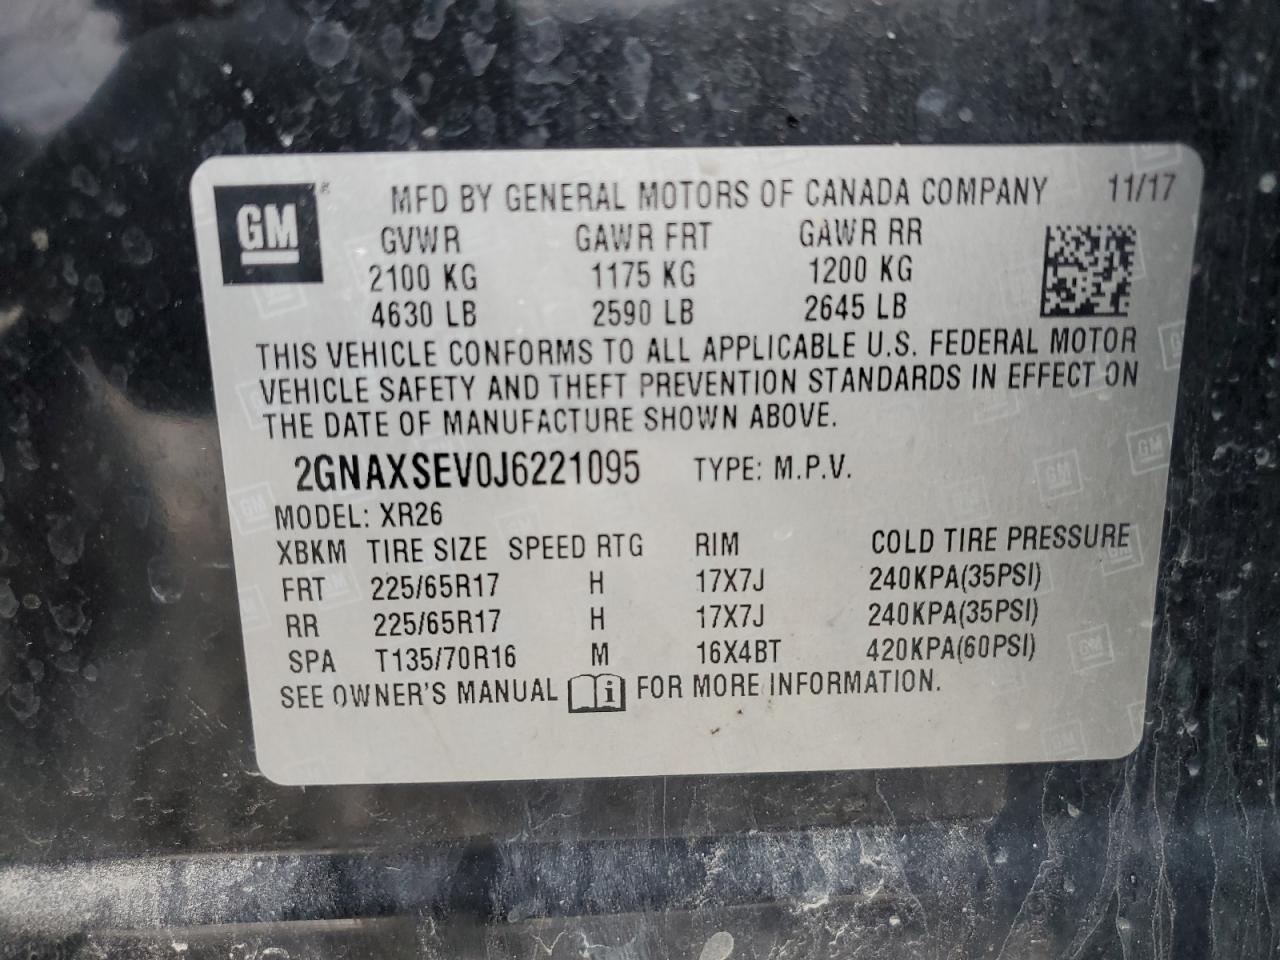 GM ® MFD BY GENERAL MOTORS OF CANADA COMPANY 11/17
GVWR GAWR FRT GAWR RR
2100 KG 1175 KG 1200 KG
4630 LB 2590 LB 2645 LB
THIS VEHICLE CONFORMS TO ALL APPLICABLE U.S. FEDERAL MOTOR
VEHICLE SAFETY AND THEFT PREVENTION STANDARDS IN EFFECT ON
THE DATE OF MANUFACTURE SHOWN ABOVE.
2GNAXSEV0J6221095 TYPE: M.P.V.
MODEL: XR26
XBKM TIRE SIZE SPEED RTG RIM COLD TIRE PRESSURE
FRT 225/65R17 H 17X7J 240KPA(35PSI)
RR 225/65R17 H 17X7J 240KPA(35PSI)
SPA T135/70R16 M 16X4BT 420KPA(60PSI)
SEE OWNER'S MANUAL i FOR MORE INFORMATION.